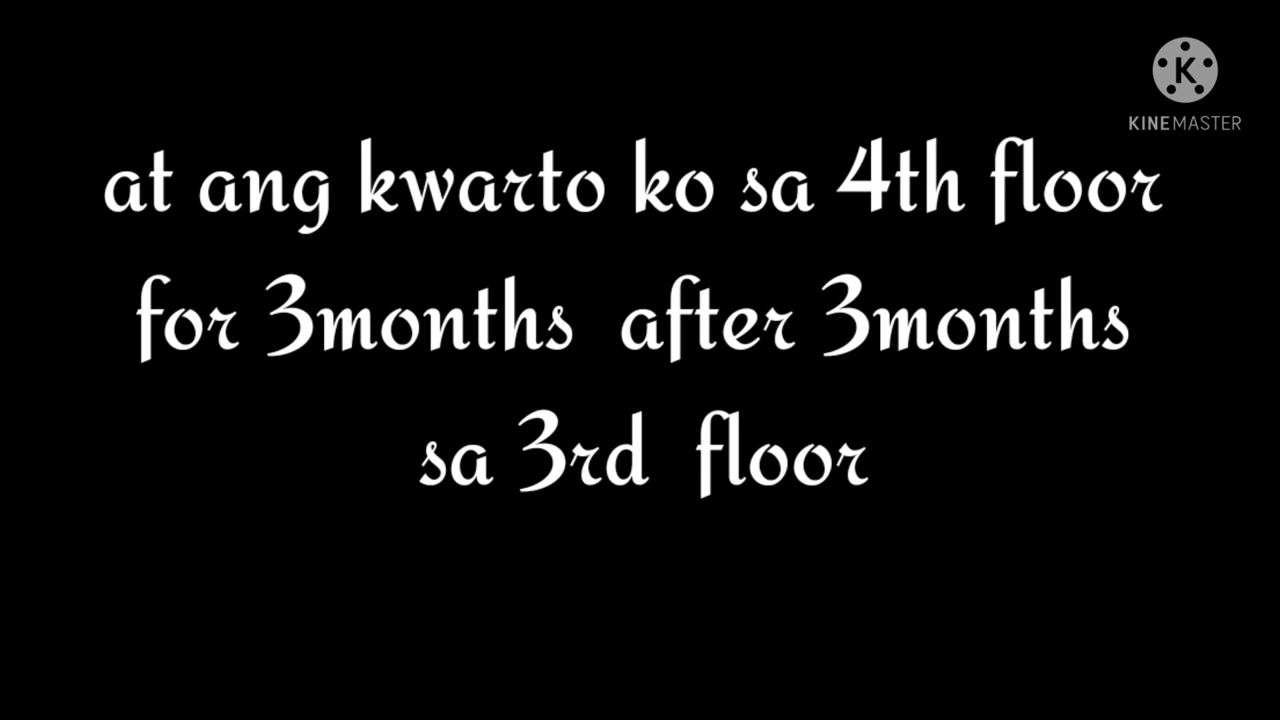 K
KINEMASTER
at ang kwarto ko sa 4th floor
for 3months after 3months
sa 3rd floor